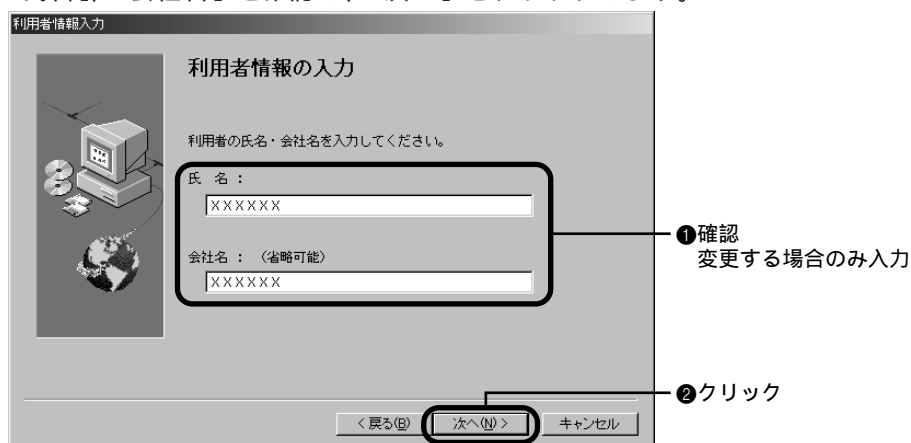 利用者情報入力
利用者情報の入力
利用者の氏名・会社名を入力してください。
氏 名:
XXXXXX
会社名: (省略可能)
XXXXXX
❶確認
変更する場合のみ入力
❷クリック
< 戻る(B)
次へ(N) >
キャンセル